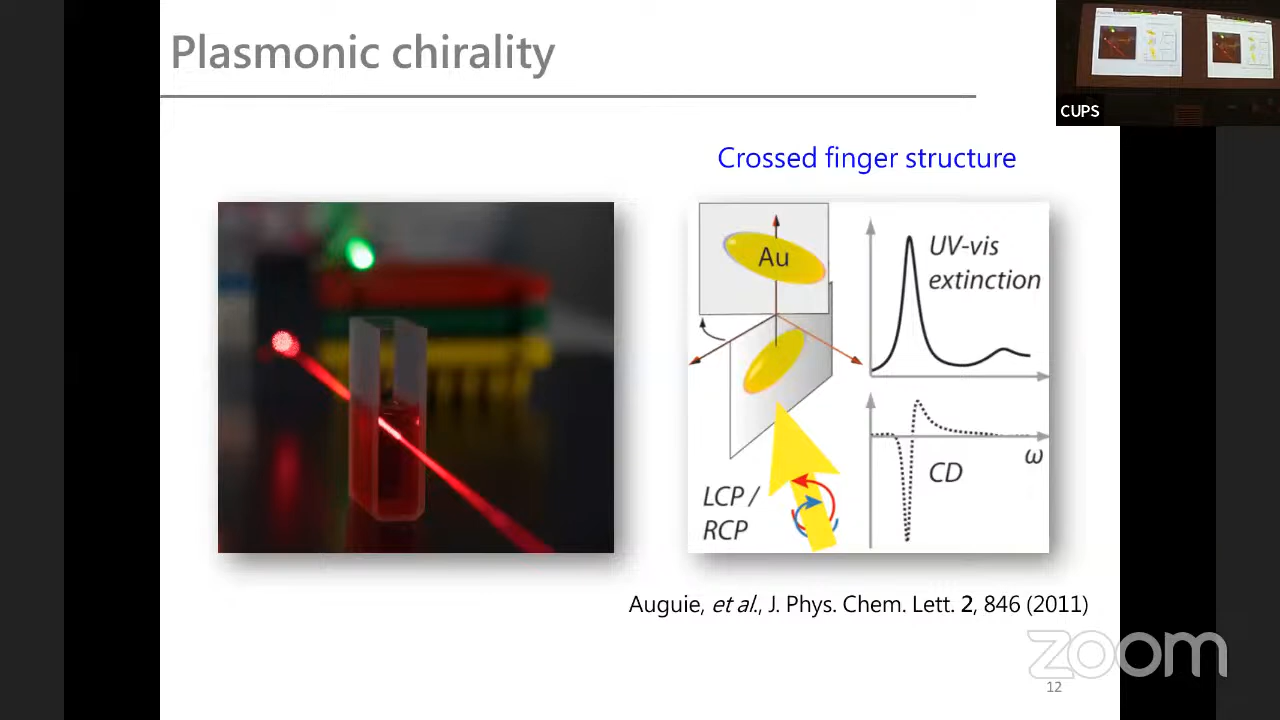 Plasmonic chirality
CUPS
Crossed finger structure
Au
UV-vis
extinction
LCP /
RCP
CD
ω
Auguie, et al., J. Phys. Chem. Lett. 2, 846 (2011)
zoom
12